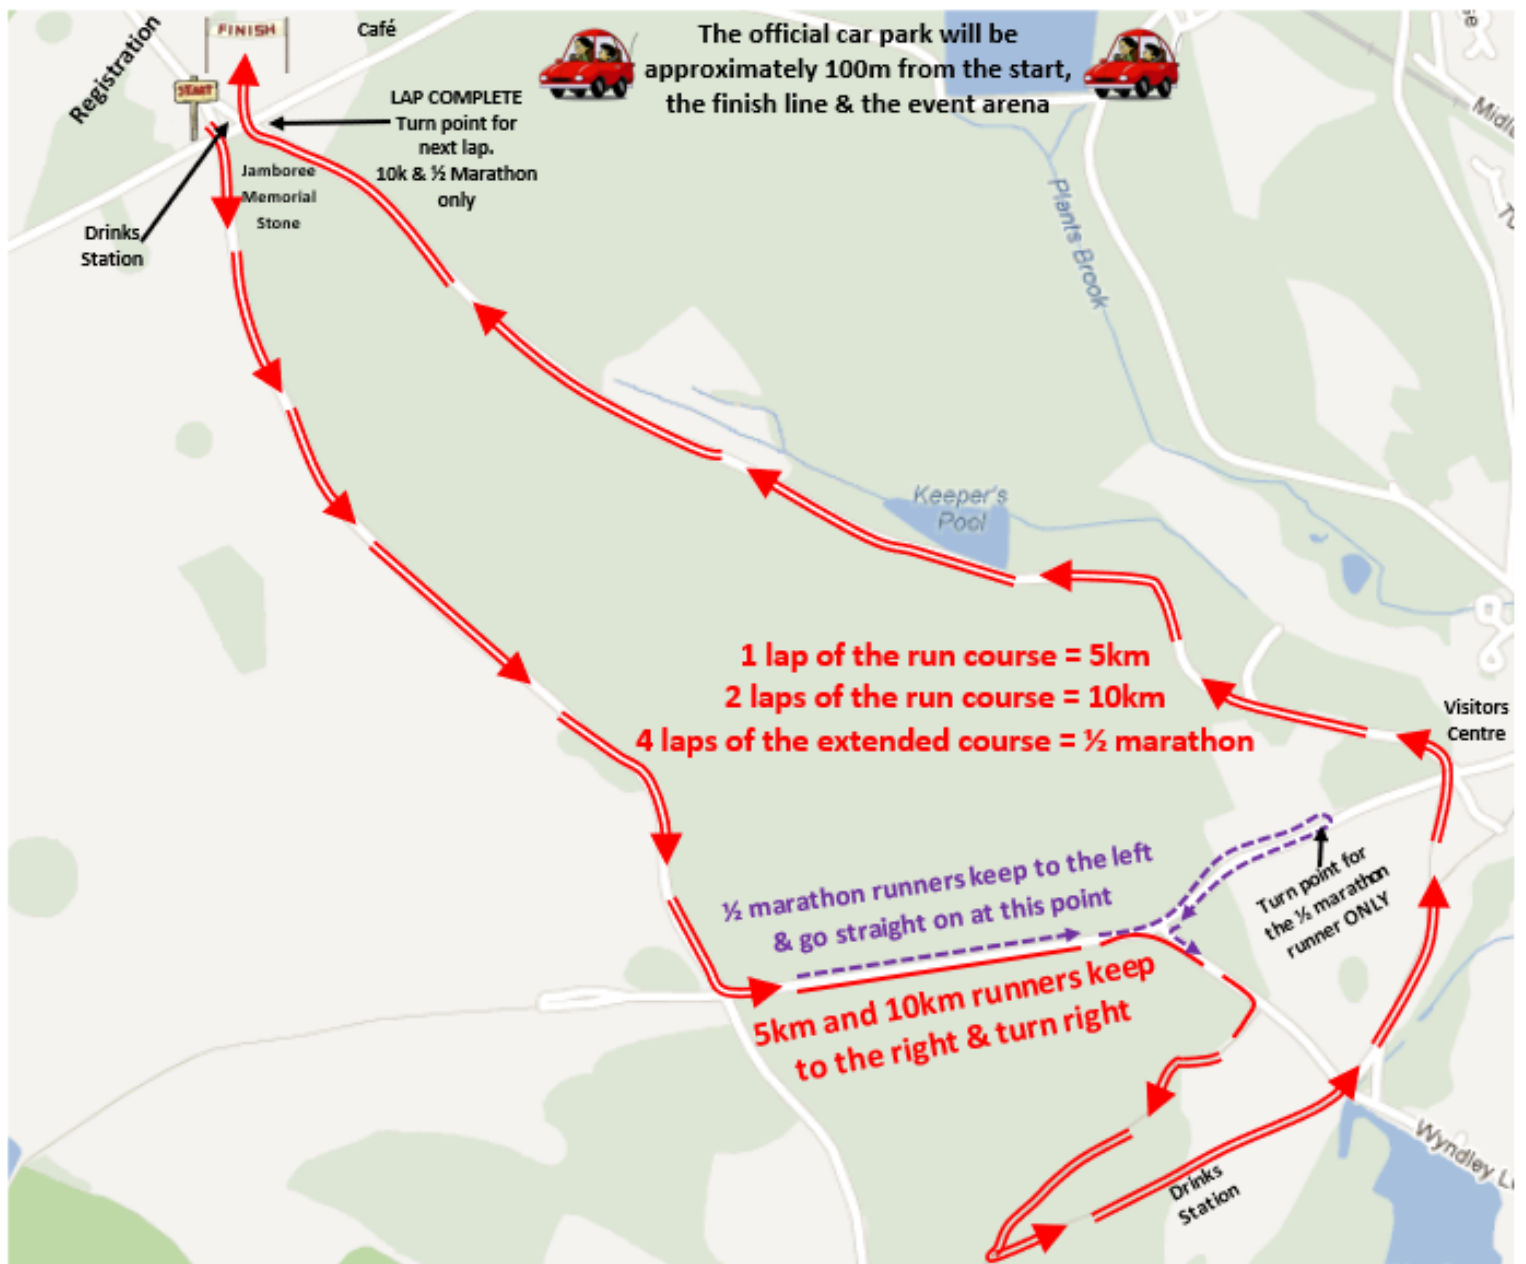 FINISH
Café
Registration
START
The official car park will be
approximately 100m from the start,
the finish line & the event arena
LAP COMPLETE
Turn point for
next lap.
10k & ½ Marathon
only
Jamboree
Memorial
Stone
Drinks
Station
Plants Brook
Keeper's
Pool
1 lap of the run course = 5km
2 laps of the run course = 10km
4 laps of the extended course = ½ marathon
Visitors
Centre
½ marathon runners keep to the left
& go straight on at this point
Turn point for
the ½ marathon
runner ONLY
5km and 10km runners keep
to the right & turn right
Drinks
Station
Wyndley